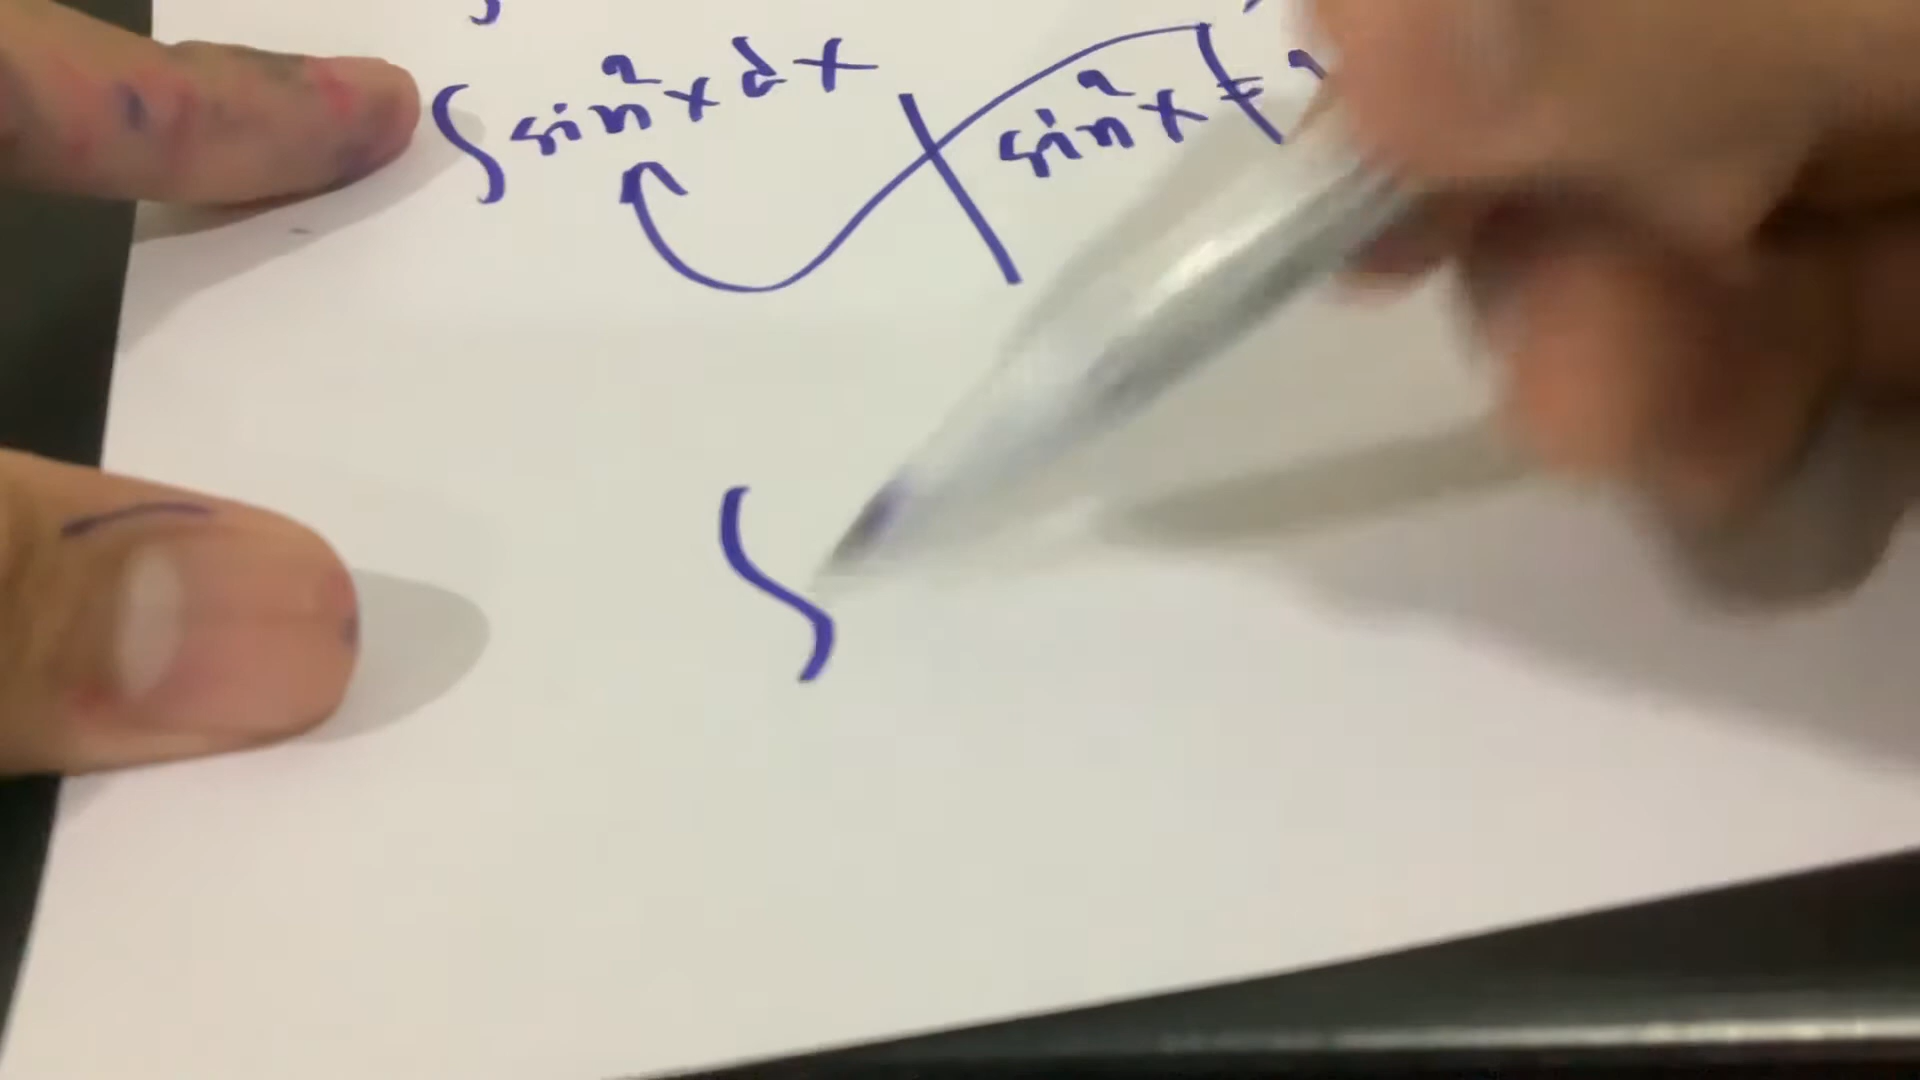 ∫ sin²x dx | sin²x
∫